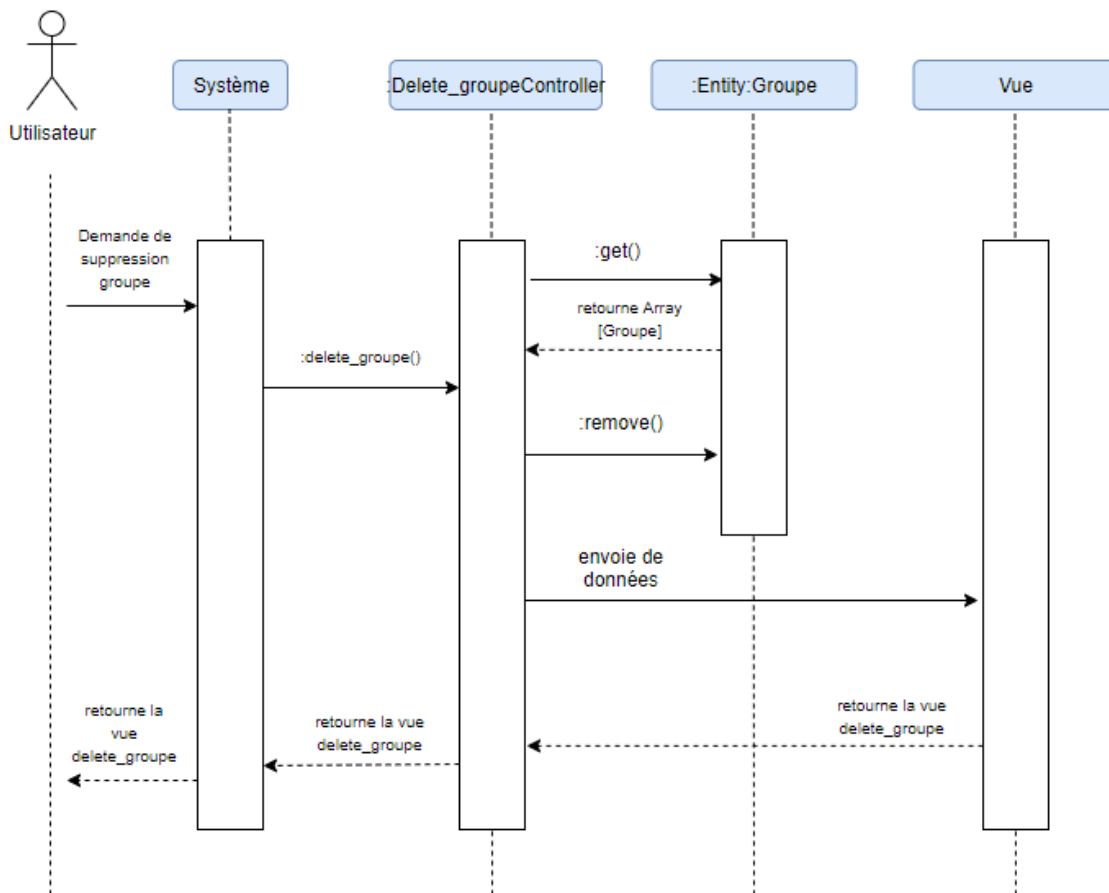 Utilisateur
Système
:Delete_groupeController
:Entity:Groupe
Vue
Demande de
suppression
groupe
:get()
retourne Array
[Groupe]
:delete_groupe()
:remove()
envoie de
données
retourne la vue
delete_groupe
retourne la vue
delete_groupe
retourne la
vue
delete_groupe